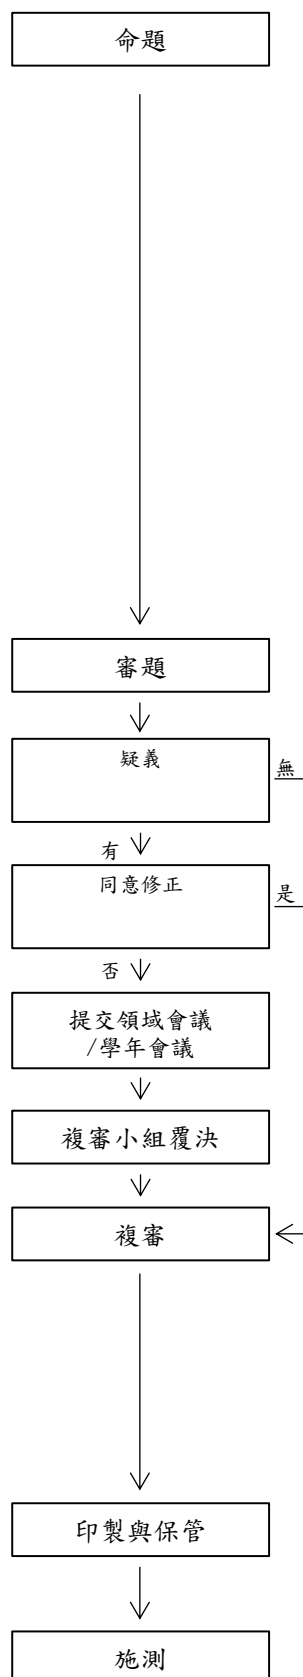 命題
審題
疑義
無
有
同意修正
是
否
提交領域會議
/學年會議
複審小組覆決
複審
印製與保管
施測